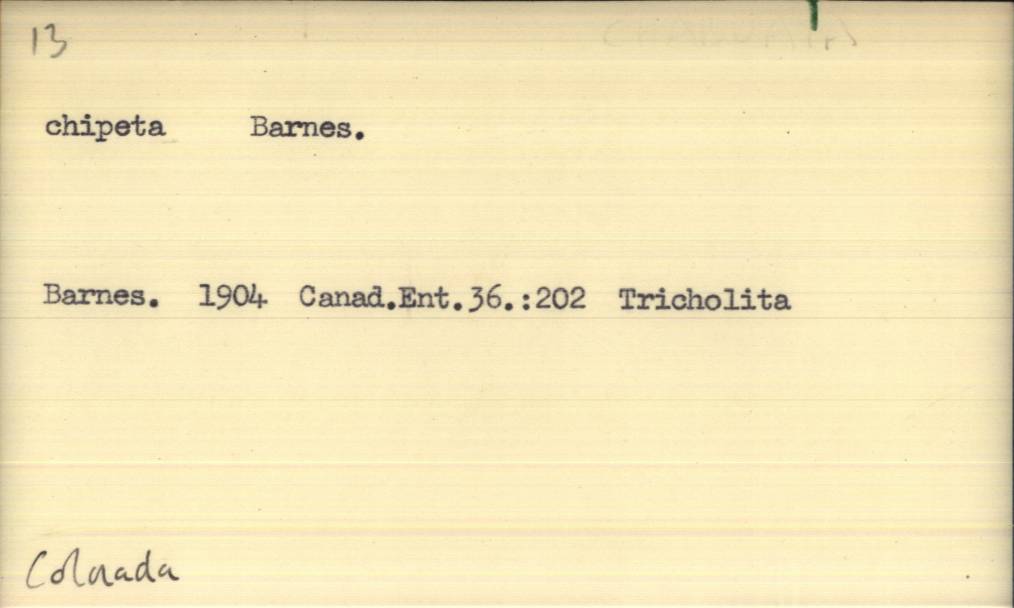 13
chipeta Barnes.
Barnes. 1904 Canad.Ent.36.:202 Tricholita
Colorada